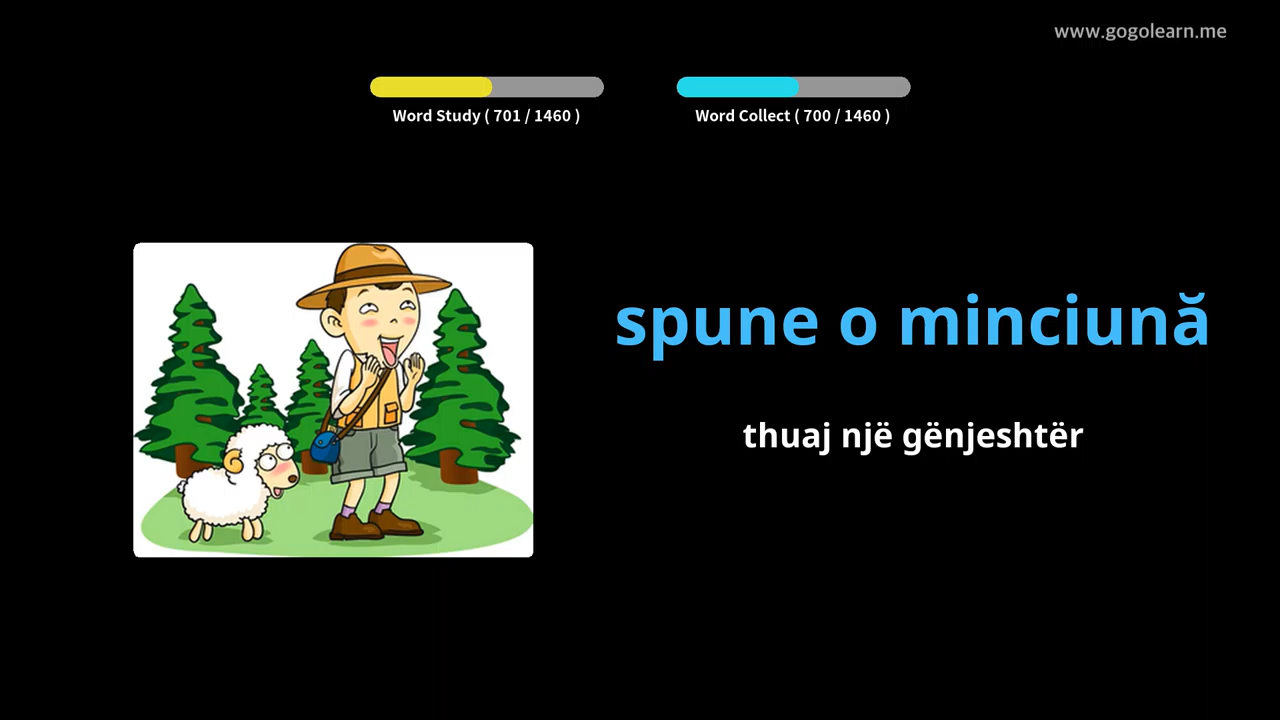 www.gogolearn.me
Word Study ( 701 / 1460 )
Word Collect ( 700 / 1460 )
spune o minciună
thuaj një gënjeshtër